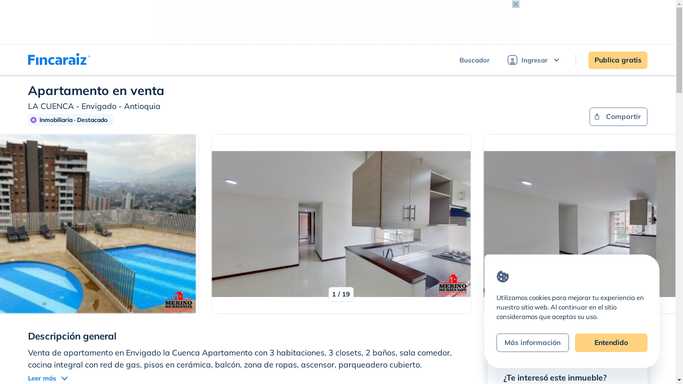 Fincaraiz
Buscador
Ingresar
Publica gratis
Apartamento en venta
LA CUENCA - Envigado - Antioquia
Inmobiliaria · Destacado
Compartir
MERINO
MERINO
1 / 19
Utilizamos cookies para mejorar tu experiencia en
nuestro sitio web. Al continuar en el sitio
consideramos que aceptas su uso.
Más información
Entendido
Descripción general
Venta de apartamento en Envigado la Cuenca Apartamento con 3 habitaciones, 3 closets, 2 baños, sala comedor,
cocina integral con red de gas, pisos en cerámica, balcón, zona de ropas, ascensor, parqueadero cubierto.
Leer más
¿Te interesó este inmueble?